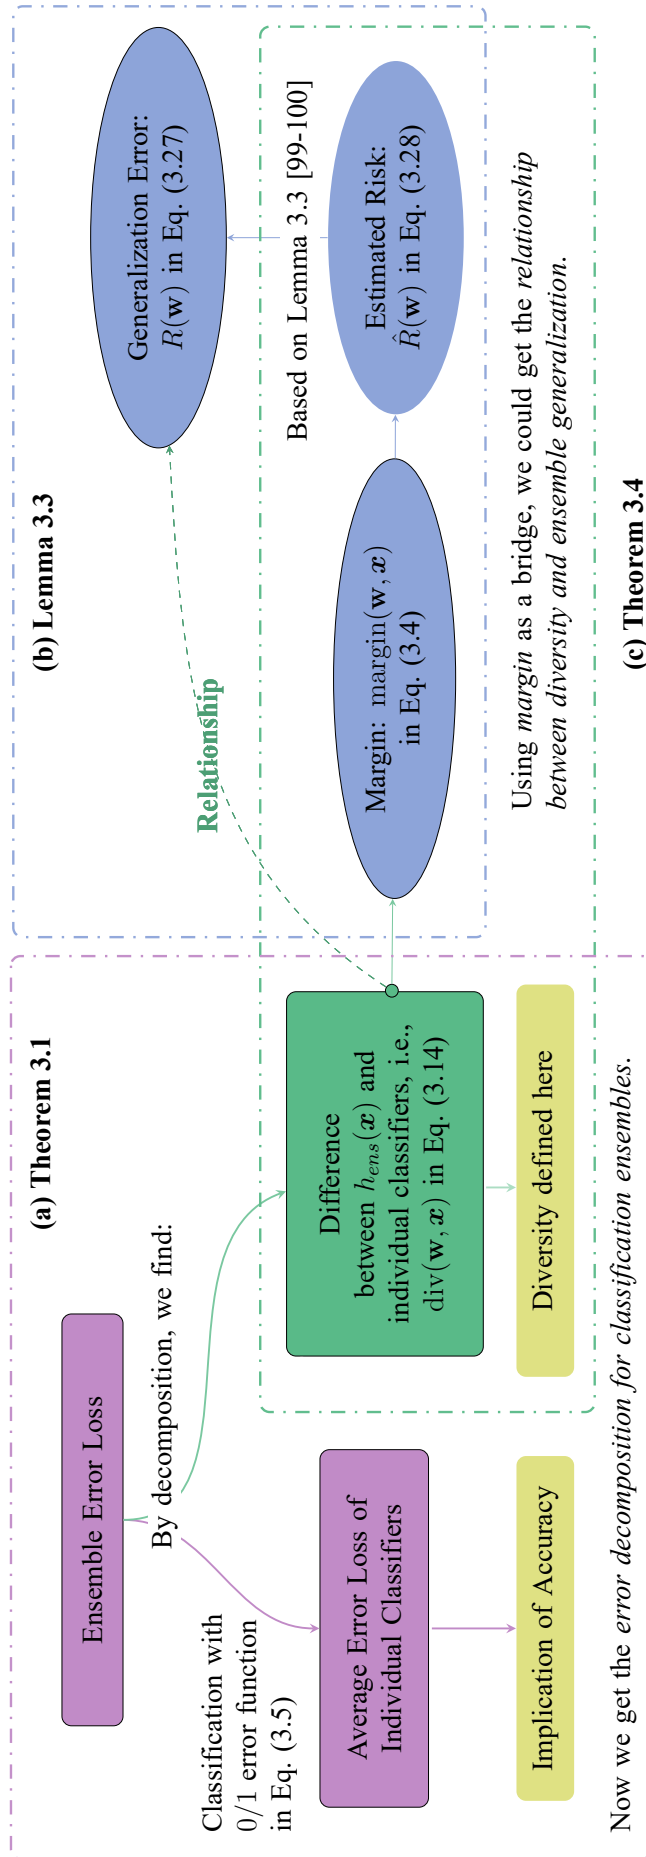 (a) Theorem 3.1
Ensemble Error Loss
By decomposition, we find:
Classification with
0/1 error function
in Eq. (3.5)
Average Error Loss of
Individual Classifiers
Implication of Accuracy
Difference
between h_{ens}(x) and
individual classifiers, i.e.,
div(w, x) in Eq. (3.14)
Diversity defined here
Now we get the error decomposition for classification ensembles.
(b) Lemma 3.3
Relationship
Generalization Error:
R(w) in Eq. (3.27)
Based on Lemma 3.3 [99-100]
Margin: margin(w, x)
in Eq. (3.4)
Estimated Risk:
R̂(w) in Eq. (3.28)
Using margin as a bridge, we could get the relationship
between diversity and ensemble generalization.
(c) Theorem 3.4